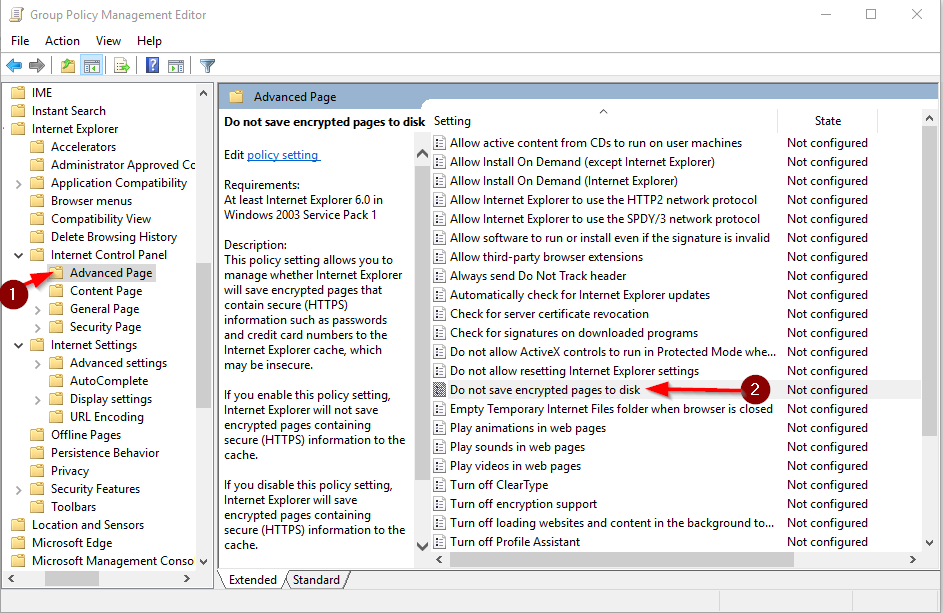 Group Policy Management Editor
File Action View Help
IME
Instant Search
Internet Explorer
Accelerators
Administrator Approved Co
Application Compatibility
Browser menus
Compatibility View
Delete Browsing History
Internet Control Panel
Advanced Page
1
Content Page
General Page
Security Page
Internet Settings
Advanced settings
AutoComplete
Display settings
URL Encoding
Offline Pages
Persistence Behavior
Privacy
Security Features
Toolbars
Location and Sensors
Microsoft Edge
Microsoft Management Conso
Advanced Page
Do not save encrypted pages to disk
Edit policy setting
Requirements:
At least Internet Explorer 6.0 in
Windows 2003 Service Pack 1
Description:
This policy setting allows you to
manage whether Internet Explorer
will save encrypted pages that
contain secure (HTTPS)
information such as passwords
and credit card numbers to the
Internet Explorer cache, which
may be insecure.
If you enable this policy setting,
Internet Explorer will not save
encrypted pages containing
secure (HTTPS) information to the
cache.
If you disable this policy setting,
Internet Explorer will save
encrypted pages containing
secure (HTTPS) information to the
cache.
Setting State
Allow active content from CDs to run on user machines Not configured
Allow Install On Demand (except Internet Explorer) Not configured
Allow Install On Demand (Internet Explorer) Not configured
Allow Internet Explorer to use the HTTP2 network protocol Not configured
Allow Internet Explorer to use the SPDY/3 network protocol Not configured
Allow software to run or install even if the signature is invalid Not configured
Allow third-party browser extensions Not configured
Always send Do Not Track header Not configured
Automatically check for Internet Explorer updates Not configured
Check for server certificate revocation Not configured
Check for signatures on downloaded programs Not configured
Do not allow ActiveX controls to run in Protected Mode whe... Not configured
Do not allow resetting Internet Explorer settings Not configured
Do not save encrypted pages to disk 2 Not configured
Empty Temporary Internet Files folder when browser is closed Not configured
Play animations in web pages Not configured
Play sounds in web pages Not configured
Play videos in web pages Not configured
Turn off ClearType Not configured
Turn off encryption support Not configured
Turn off loading websites and content in the background to... Not configured
Turn off Profile Assistant Not configured
Extended Standard